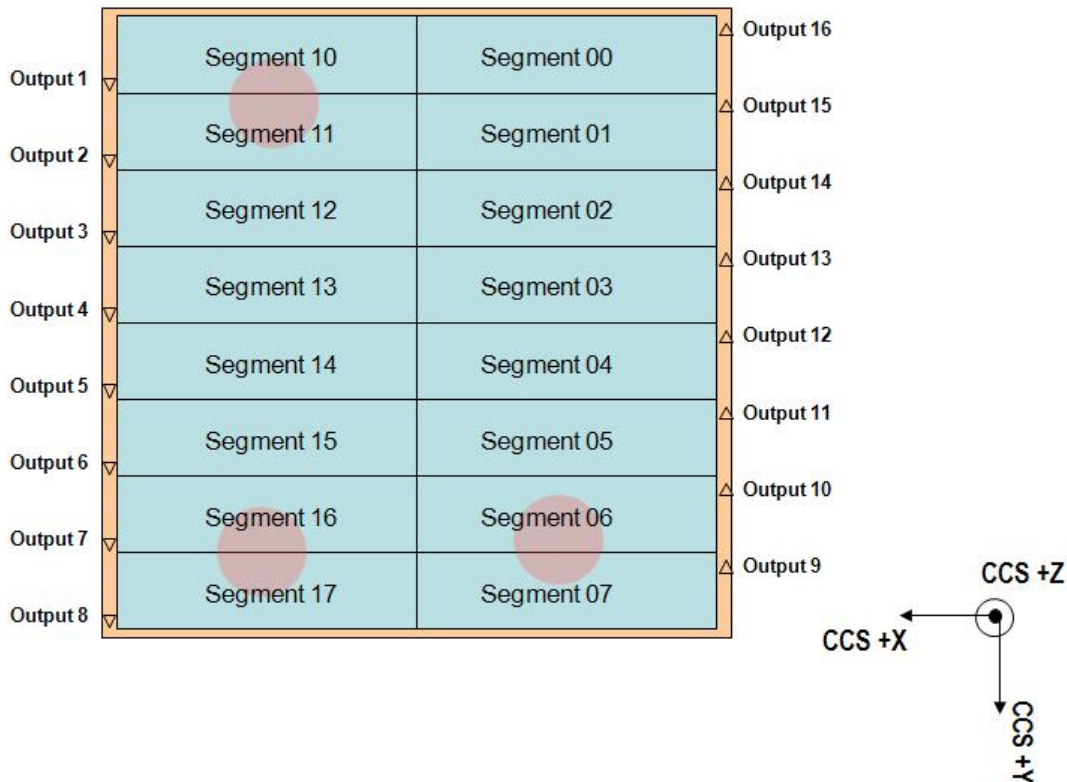 Output 16
Segment 10
Segment 00
Output 1
Output 15
Segment 11
Segment 01
Output 2
Output 14
Segment 12
Segment 02
Output 3
Output 13
Segment 13
Segment 03
Output 4
Output 12
Segment 14
Segment 04
Output 5
Output 11
Segment 15
Segment 05
Output 6
Output 10
Segment 16
Segment 06
Output 7
Output 9
Segment 17
Segment 07
Output 8
CCS +Z
CCS +X
CCS +Y